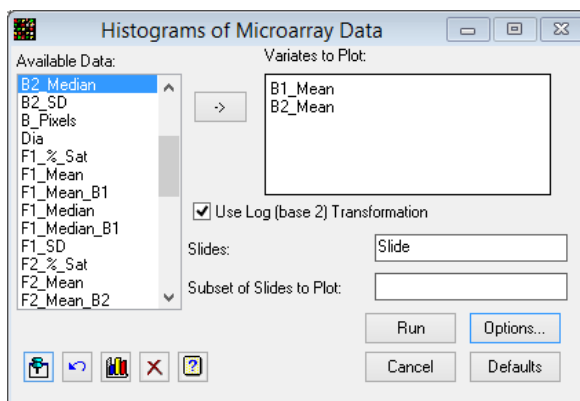 Histograms of Microarray Data
Available Data:
B2_Median
B2_SD
B_Pixels
Dia
F1_%_Sat
F1_Mean
F1_Mean_B1
F1_Median
F1_Median_B1
F1_SD
F2_%_Sat
F2_Mean
F2_Mean_B2
Variates to Plot:
B1_Mean
B2_Mean
->
Use Log (base 2) Transformation
Slides: Slide
Subset of Slides to Plot:
Run Options...
Cancel Defaults
?